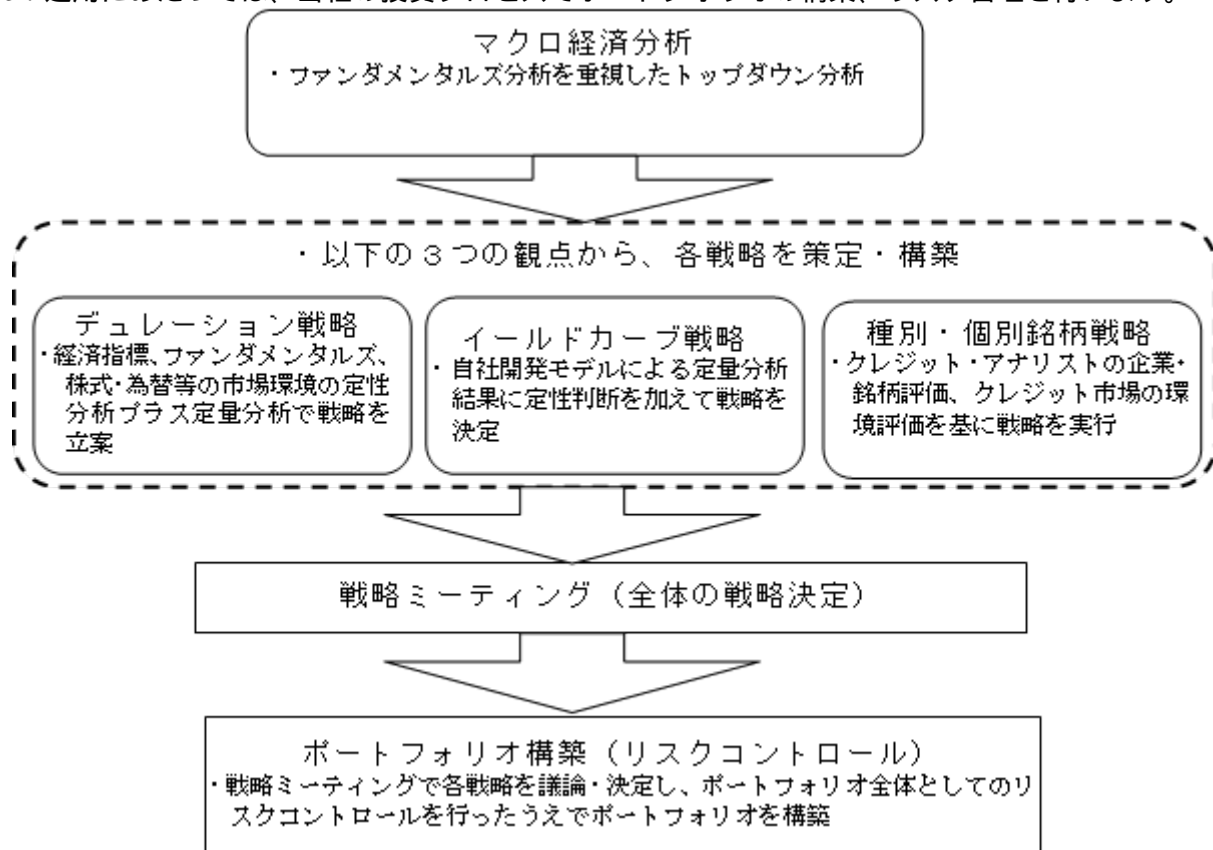 マクロ経済分析
・ファンダメンタルズ分析を重視したトップダウン分析
・以下の3つの観点から、各戦略を策定・構築
デュレーション戦略
・経済指標、ファンダメンタルズ、
株式・為替等の市場環境の定性
分析プラス定量分析で戦略を
立案
イールドカーブ戦略
・自社開発モデルによる定量分析
結果に定性判断を加えて戦略を
決定
種別・個別銘柄戦略
・クレジット・アナリストの企業・
銘柄評価、クレジット市場の環
境評価を基に戦略を実行
戦略ミーティング（全体の戦略決定）
ポートフォリオ構築（リスクコントロール）
・戦略ミーティングで各戦略を議論・決定し、ポートフォリオ全体としてのリ
スクコントロールを行ったうえでポートフォリオを構築